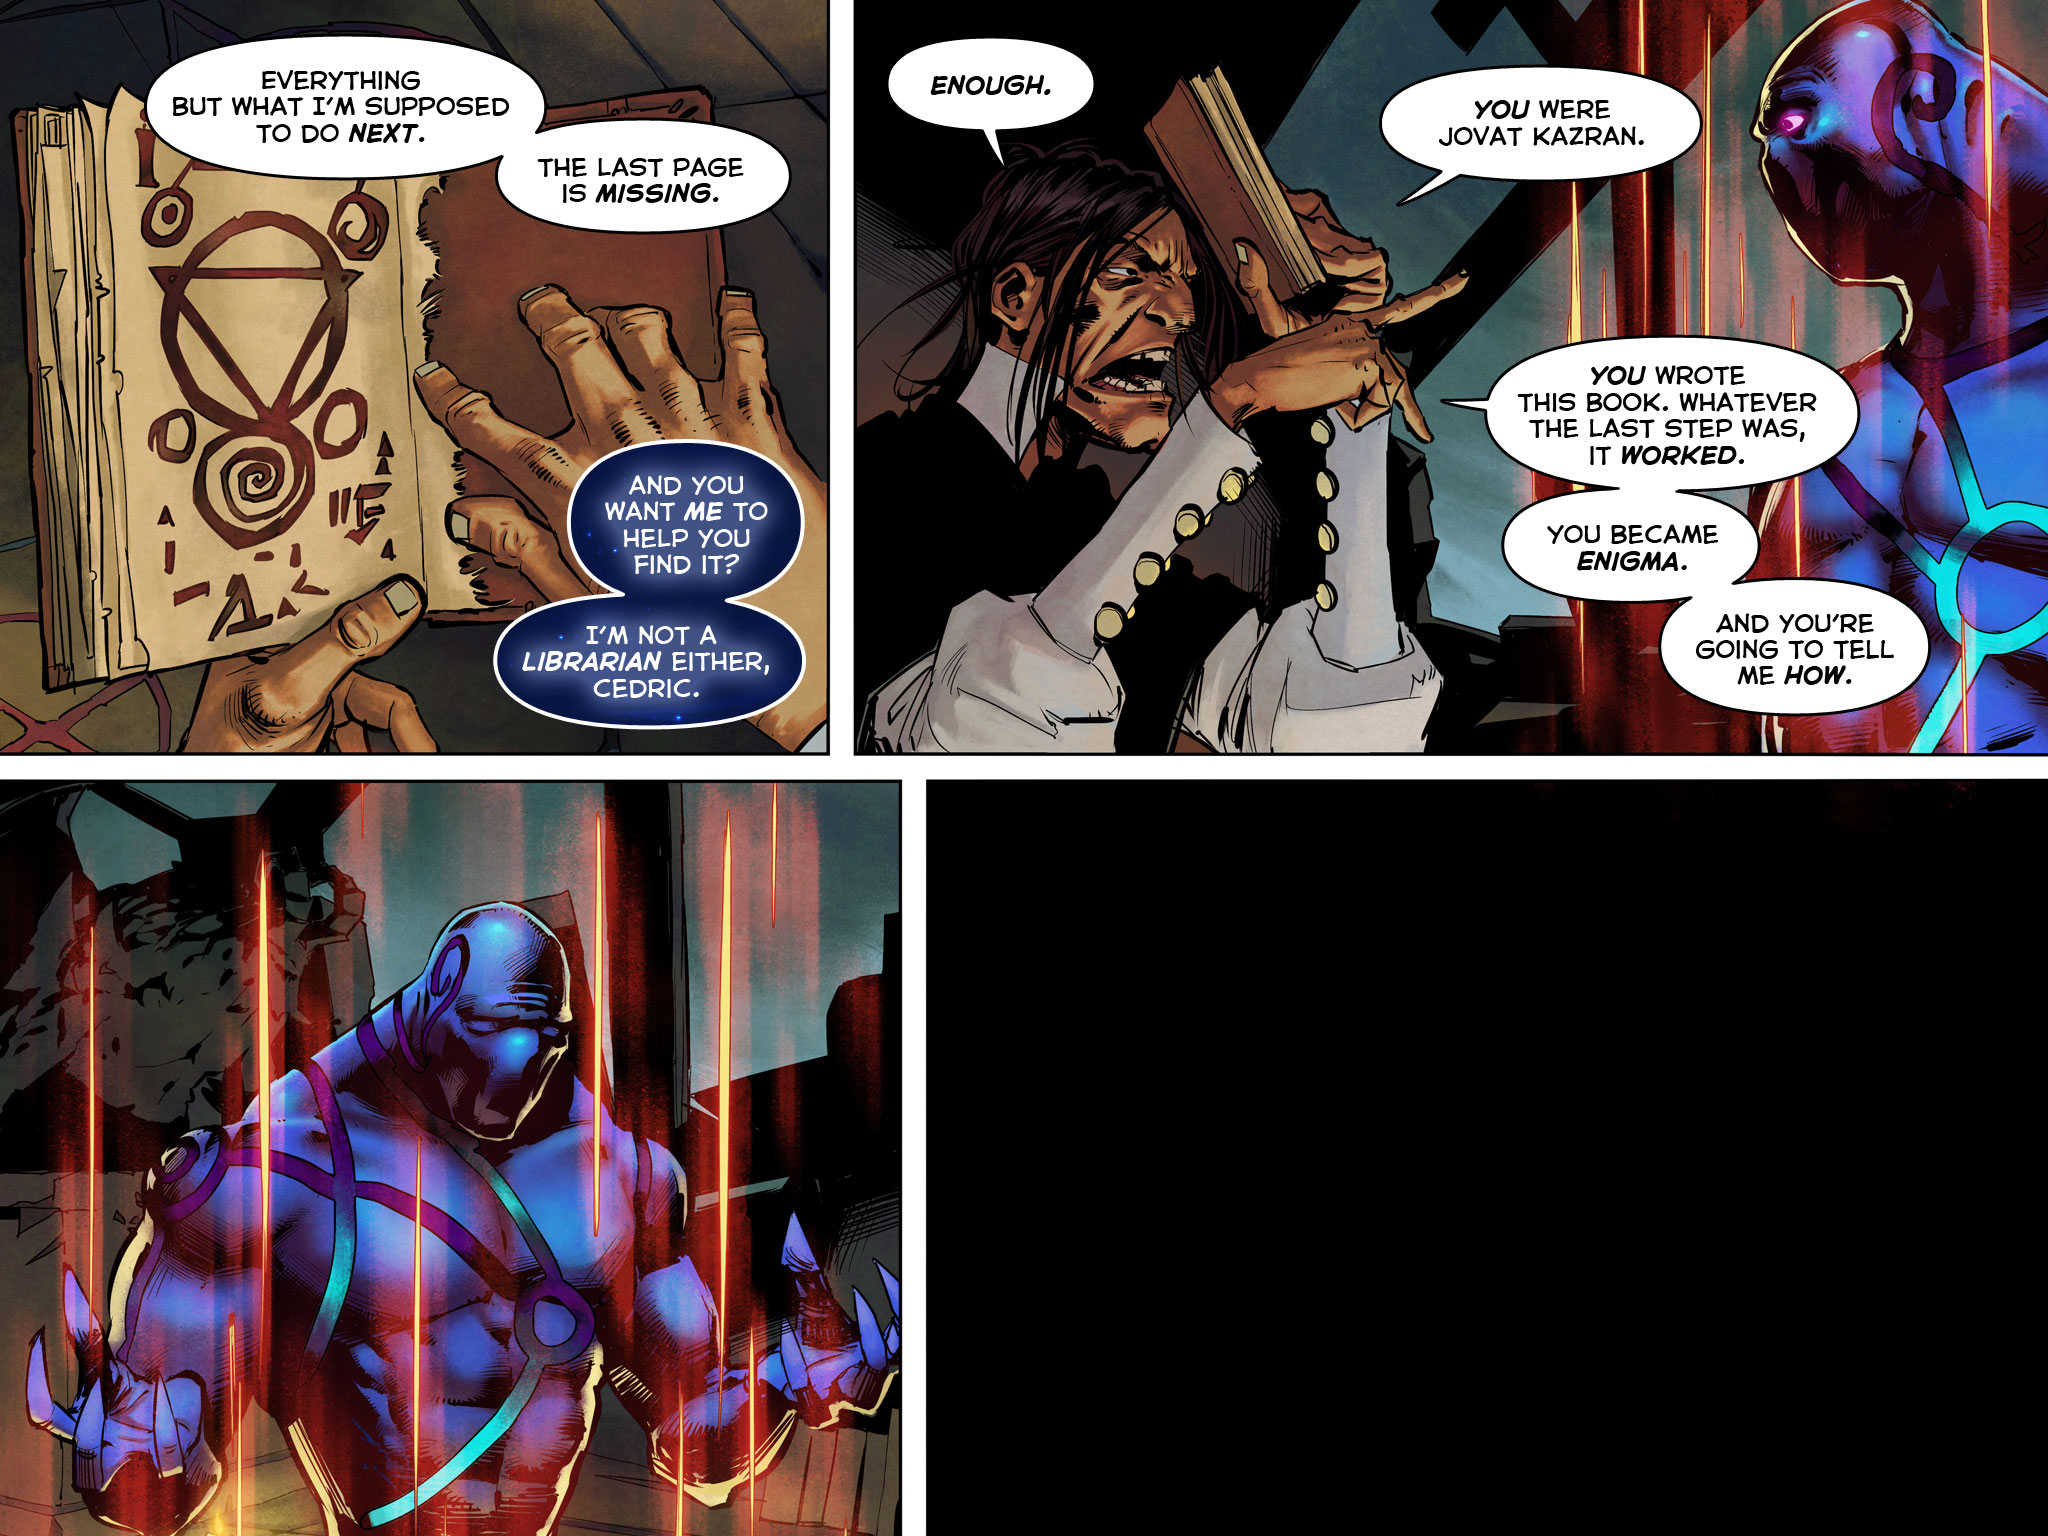 EVERYTHING
BUT WHAT I'M SUPPOSED
TO DO NEXT.
THE LAST PAGE
IS MISSING.
AND YOU
WANT ME TO
HELP YOU
FIND IT?
I'M NOT A
LIBRARIAN EITHER,
CEDRIC.
ENOUGH.
YOU WERE
JOVAT KAZRAN.
YOU WROTE
THIS BOOK. WHATEVER
THE LAST STEP WAS,
IT WORKED.
YOU BECAME
ENIGMA.
AND YOU'RE
GOING TO TELL
ME HOW.